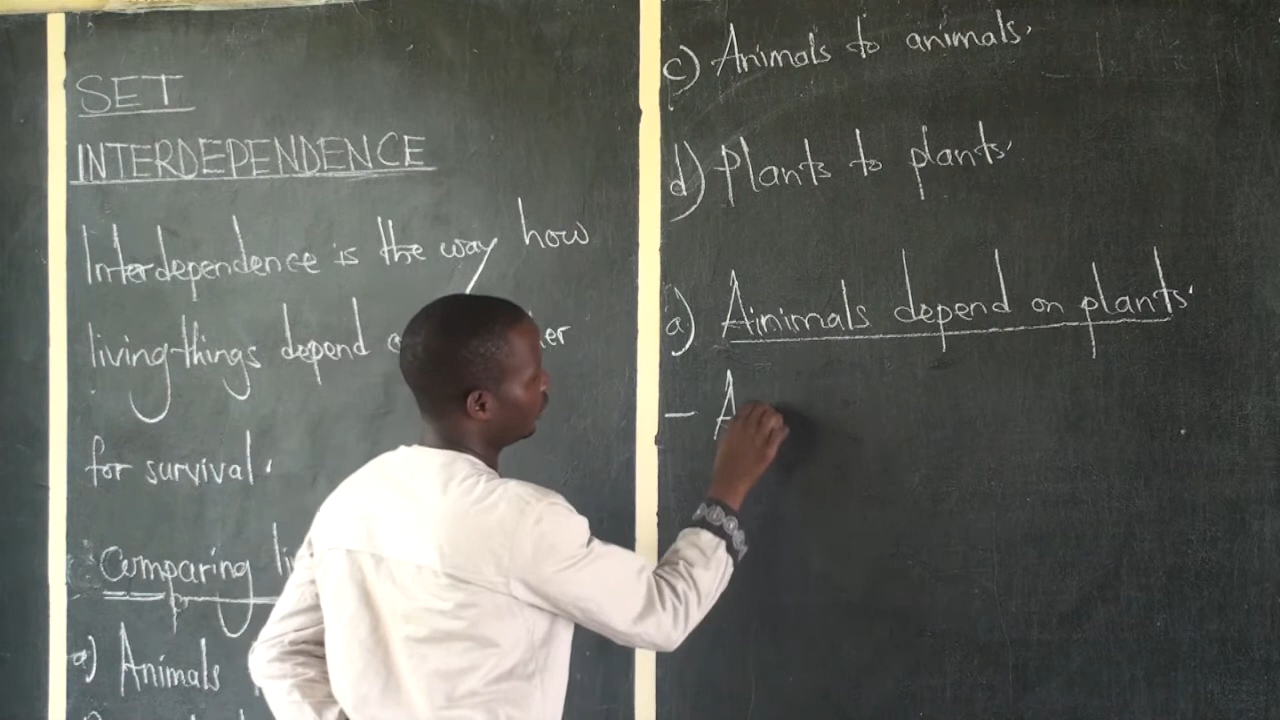 SET
INTERDEPENDENCE
Interdependence is the way how
living things depend
for survival.
Comparing
a) Animals
c) Animals to animals.
d) Plants to plants.
a) Ainimals depend on plants.
– A